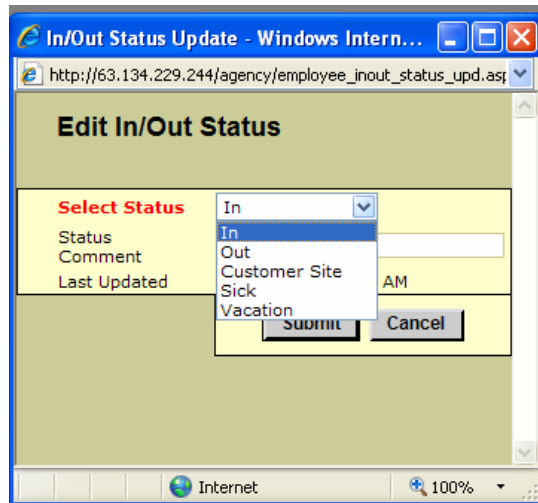 In/Out Status Update - Windows Intern...
http://63.134.229.244/agency/employee_inout_status_upd.asp
Edit In/Out Status
Select Status In
In
Status
Out
Comment
Customer Site
Last Updated AM
Sick
Vacation
Submit Cancel
Internet 100%